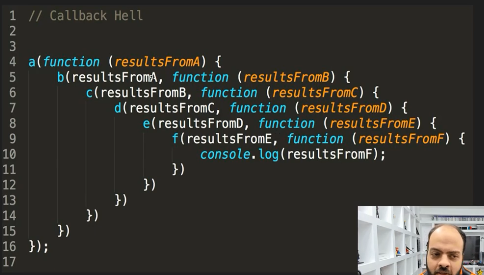 1 // Callback Hell
2
3
4 a(function (resultsFromA) {
5 b(resultsFromA, function (resultsFromB) {
6 c(resultsFromB, function (resultsFromC) {
7 d(resultsFromC, function (resultsFromD) {
8 e(resultsFromD, function (resultsFromE) {
9 f(resultsFromE, function (resultsFromF) {
10 console.log(resultsFromF);
11 })
12 })
13 })
14 })
15 })
16 });
17